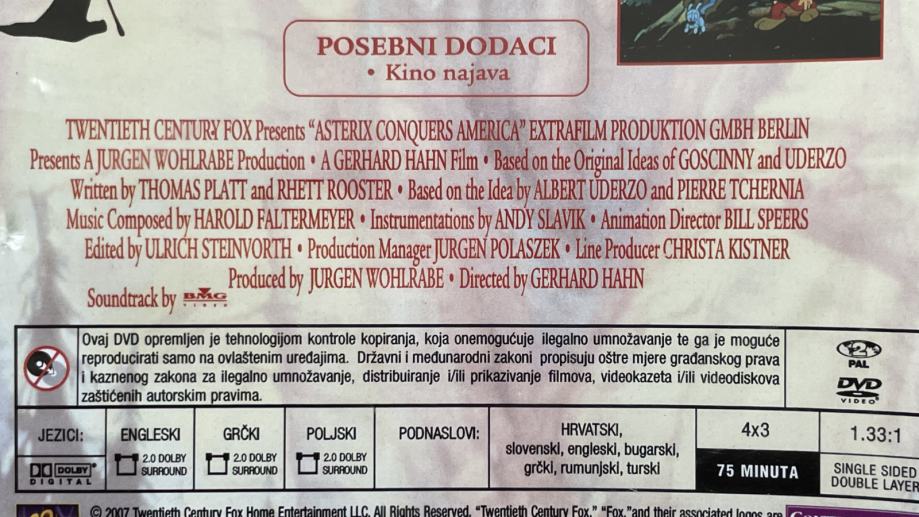 POSEBNI DODACI
• Kino najava
TWENTIETH CENTURY FOX Presents “ASTERIX CONQUERS AMERICA” EXTRAFILM PRODUKTION GMBH BERLIN
Presents A JURGEN WOHLRABE Production • A GERHARD HAHN Film • Based on the Original Ideas of GOSCINNY and UDERZO
Written by THOMAS PLATT and RHETT ROOSTER • Based on the Idea by ALBERT UDERZO and PIERRE TCHERNIA
Music Composed by HAROLD FALTERMEYER • Instrumentations by ANDY SLAVIK • Animation Director BILL SPEERS
Edited by ULRICH STEINVORTH • Production Manager JURGEN POLASZEK • Line Producer CHRISTA KISTNER
Produced by JURGEN WOHLRABE • Directed by GERHARD HAHN
Soundtrack by BMG VIDEO
Ovaj DVD opremljen je tehnologijom kontrole kopiranja, koja onemogućuje ilegalno umnožavanje te ga je moguće
reproducirati samo na ovlaštenim uređajima. Državni i međunarodni zakoni propisuju oštre mjere građanskog prava
i kaznenog zakona za ilegalno umnožavanje, distribuiranje i/ili prikazivanje filmova, videokazeta i/ili videodiskova
zaštićenih autorskim pravima.
2
PAL
DVD
VIDEO
JEZICI:
DOLBY
DIGITAL
ENGLESKI
2.0 DOLBY
SURROUND
GRČKI
2.0 DOLBY
SURROUND
POLJSKI
2.0 DOLBY
SURROUND
PODNASLOVI:
HRVATSKI,
slovenski, engleski, bugarski,
grčki, rumunjski, turski
4x3
75 MINUTA
1.33:1
SINGLE SIDED
DOUBLE LAYER
© 2007 Twentieth Century Fox Home Entertainment LLC. All Rights Reserved. “Twentieth Century Fox,” “Fox,”and their associated logos are